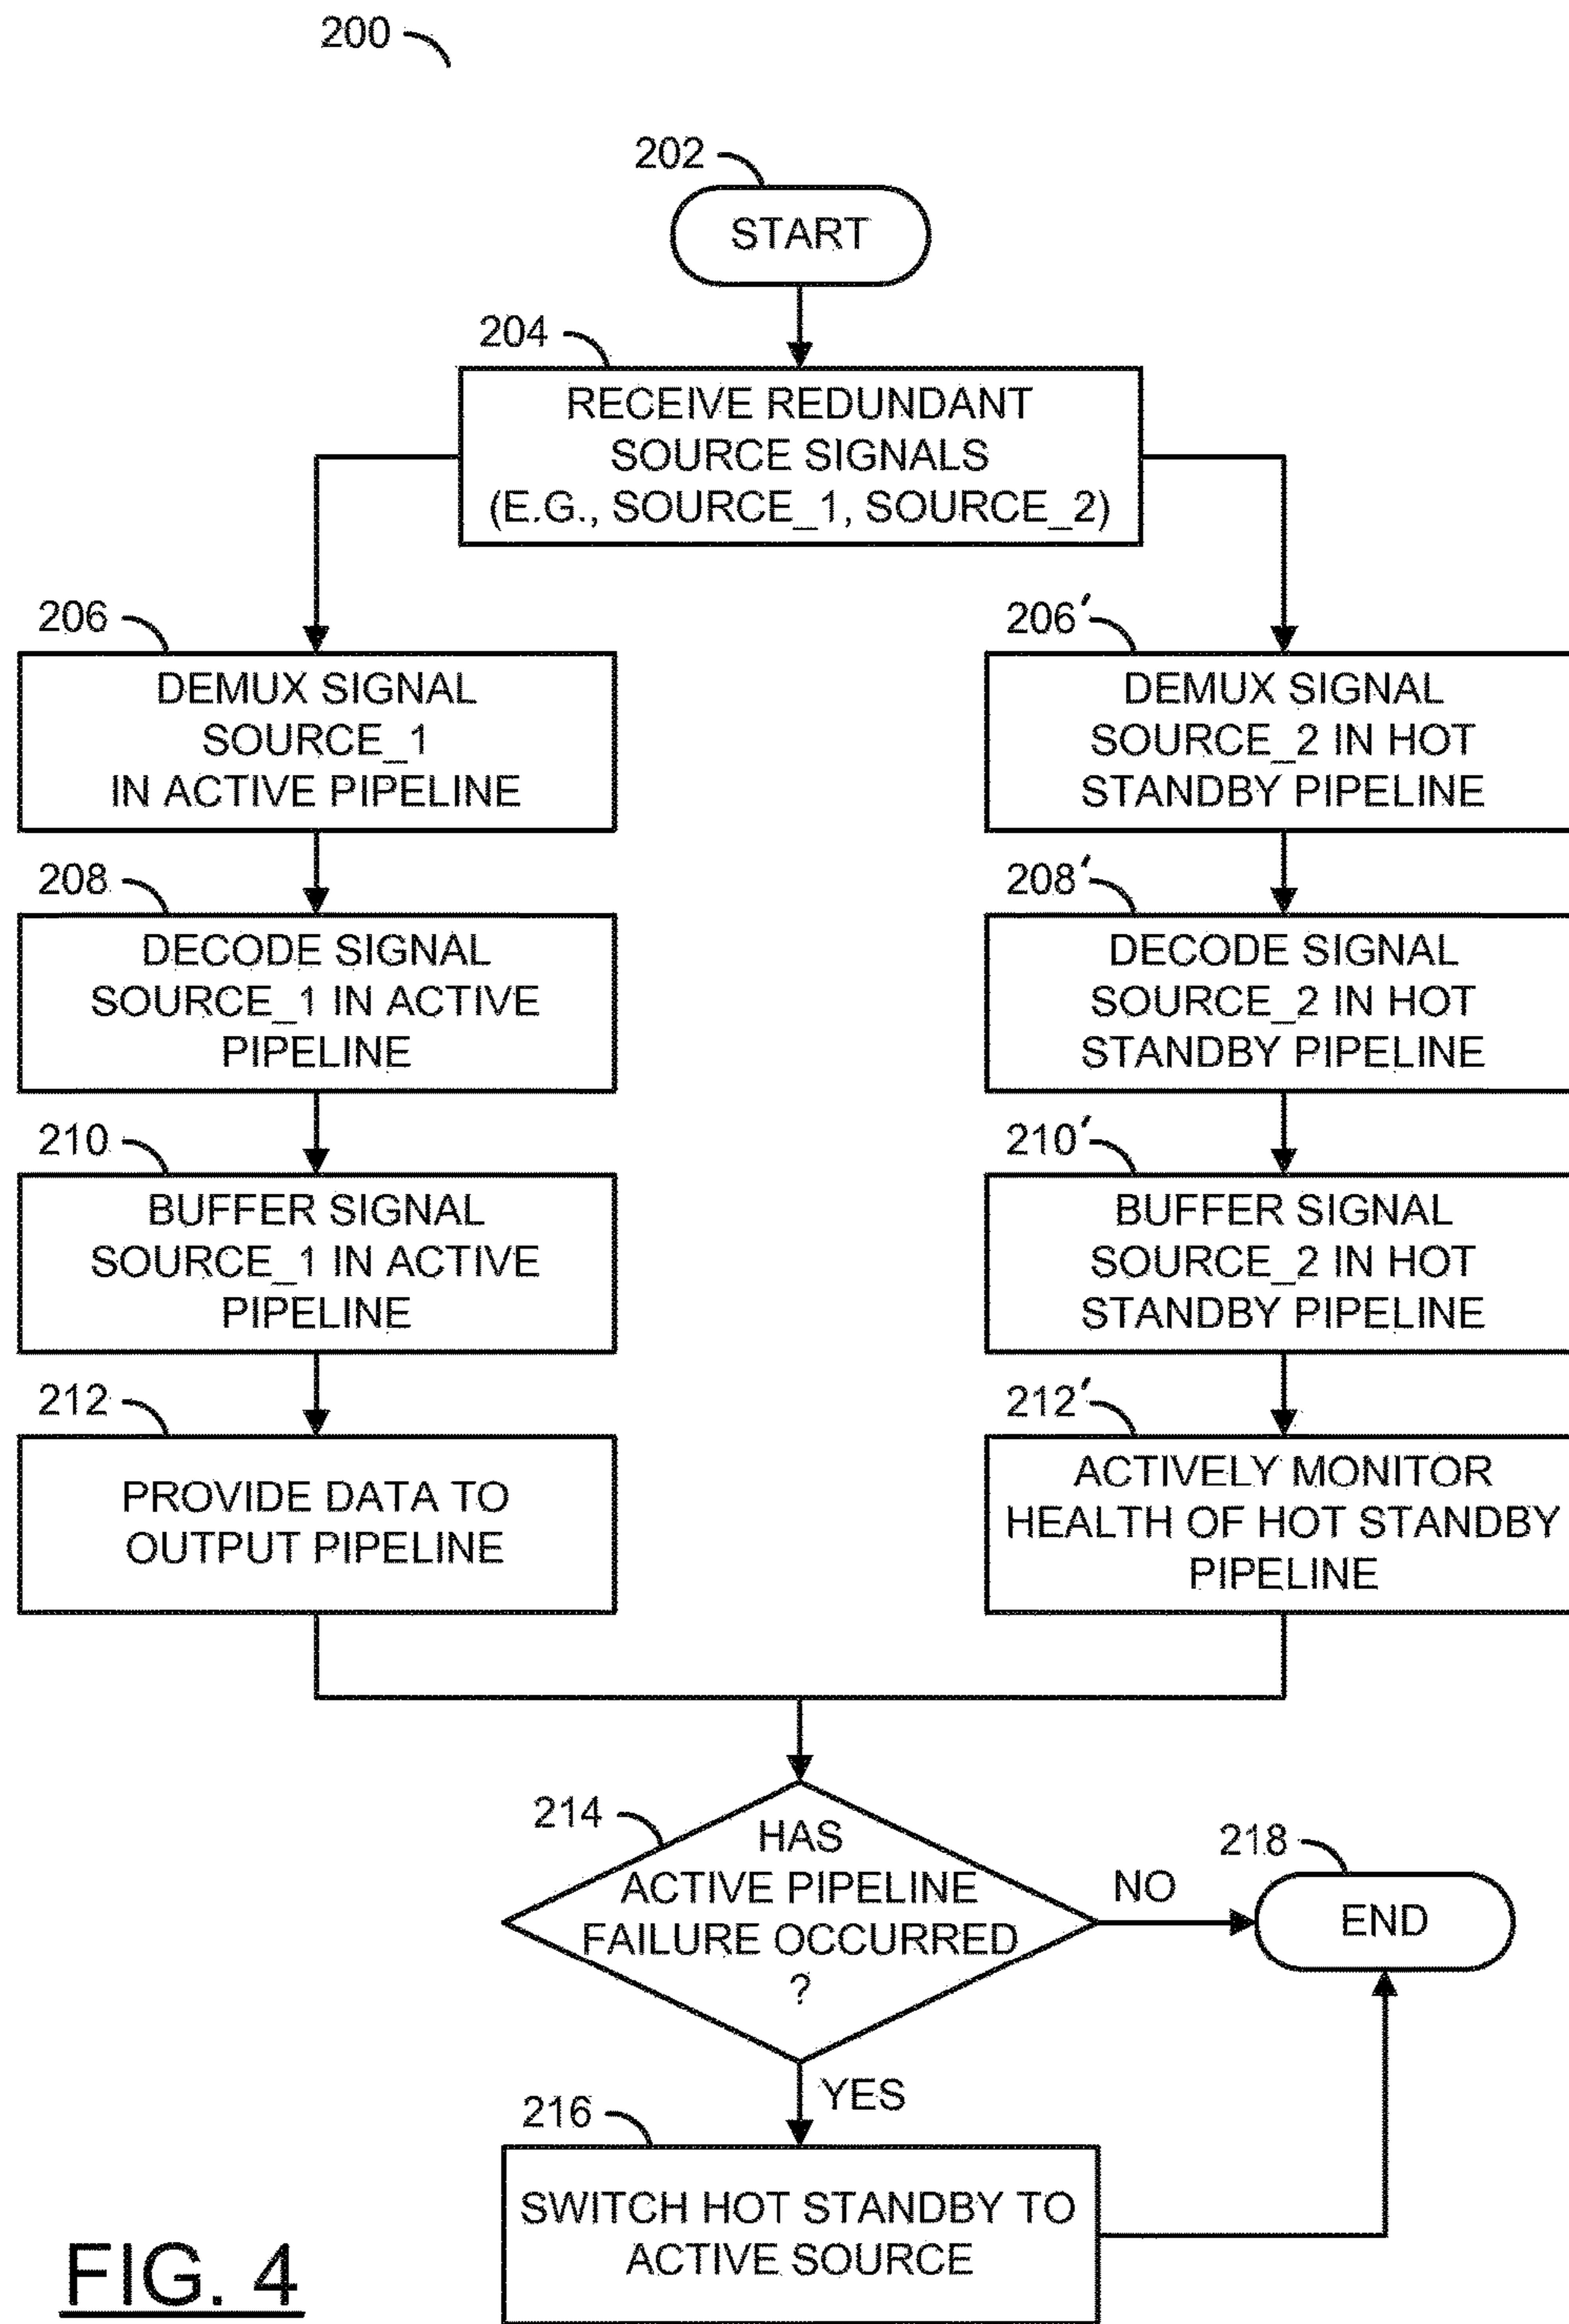 200
202
START
204
RECEIVE REDUNDANT
SOURCE SIGNALS
(E.G., SOURCE_1, SOURCE_2)
206
DEMUX SIGNAL
SOURCE_1
IN ACTIVE PIPELINE
206′
DEMUX SIGNAL
SOURCE_2 IN HOT
STANDBY PIPELINE
208
DECODE SIGNAL
SOURCE_1 IN ACTIVE
PIPELINE
208′
DECODE SIGNAL
SOURCE_2 IN HOT
STANDBY PIPELINE
210
BUFFER SIGNAL
SOURCE_1 IN ACTIVE
PIPELINE
210′
BUFFER SIGNAL
SOURCE_2 IN HOT
STANDBY PIPELINE
212
PROVIDE DATA TO
OUTPUT PIPELINE
212′
ACTIVELY MONITOR
HEALTH OF HOT STANDBY
PIPELINE
214
HAS
ACTIVE PIPELINE
FAILURE OCCURRED
?
NO
218
END
YES
216
SWITCH HOT STANDBY TO
ACTIVE SOURCE
FIG. 4